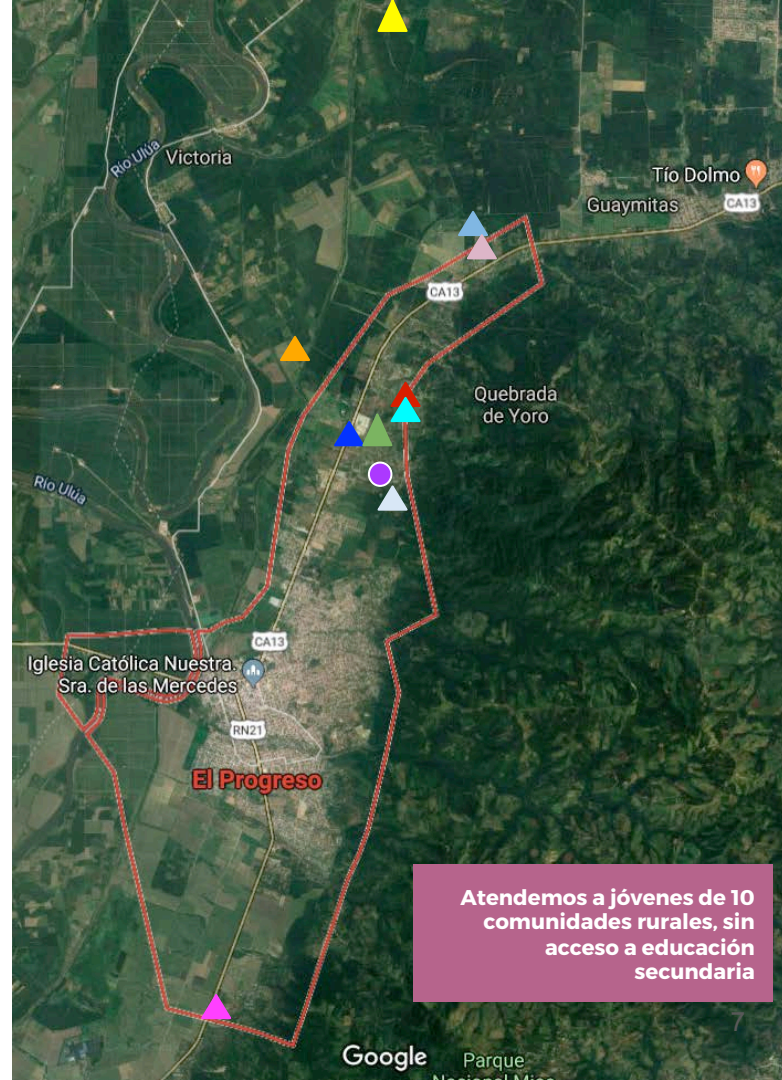 Río Ulúa
Victoria
Tío Dolmo
CA13
Guaymitas
CA13
Quebrada
de Yoro
Río Ulúa
CA13
Iglesia Católica Nuestra.
Sra. de las Mercedes
RN21
El Progreso
Atendemos a jóvenes de 10
comunidades rurales, sin
acceso a educación
secundaria
7
Google
Parque